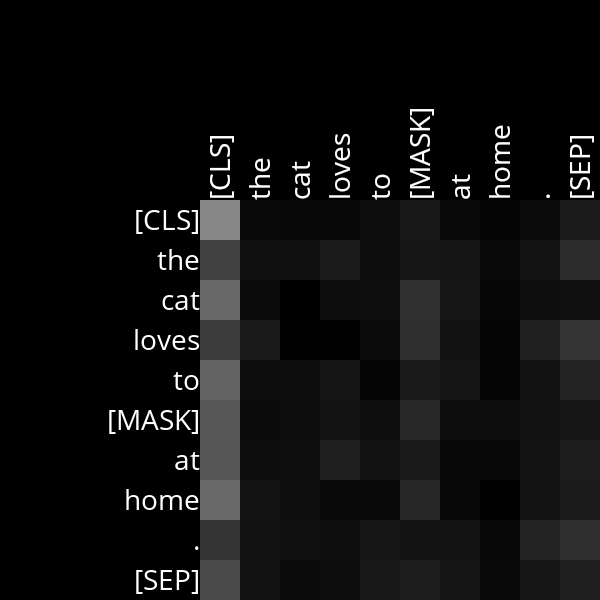 [CLS] the cat loves to [MASK] at home . [SEP]
[CLS]
the
cat
loves
to
[MASK]
at
home
.
[SEP]